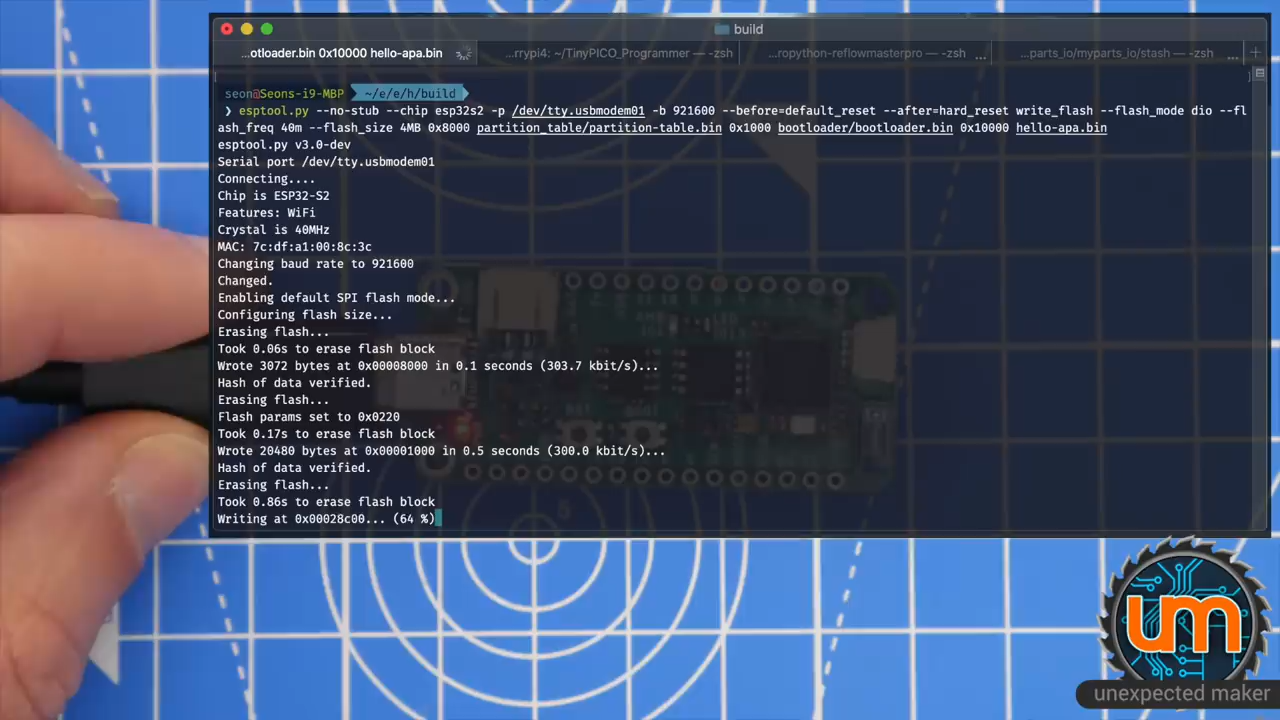 build
...otloader.bin 0x10000 hello-apa.bin
...rrypi4: ~/TinyPICO_Programmer — -zsh
...ropython-reflowmasterpro — -zsh ...
...parts_io/myparts_io/stash — -zsh ...
seon@Seons-i9-MBP ~/e/e/h/build
❯ esptool.py --no-stub --chip esp32s2 -p /dev/tty.usbmodem01 -b 921600 --before=default_reset --after=hard_reset write_flash --flash_mode dio --fl
ash_freq 40m --flash_size 4MB 0x8000 partition_table/partition-table.bin 0x1000 bootloader/bootloader.bin 0x10000 hello-apa.bin
esptool.py v3.0-dev
Serial port /dev/tty.usbmodem01
Connecting....
Chip is ESP32-S2
Features: WiFi
Crystal is 40MHz
MAC: 7c:df:a1:00:8c:3c
Changing baud rate to 921600
Changed.
Enabling default SPI flash mode...
Configuring flash size...
Erasing flash...
Took 0.06s to erase flash block
Wrote 3072 bytes at 0x00008000 in 0.1 seconds (303.7 kbit/s)...
Hash of data verified.
Erasing flash...
Flash params set to 0x0220
Took 0.17s to erase flash block
Wrote 20480 bytes at 0x00001000 in 0.5 seconds (300.0 kbit/s)...
Hash of data verified.
Erasing flash...
Took 0.86s to erase flash block
Writing at 0x00028c00... (64 %)
um
unexpected maker